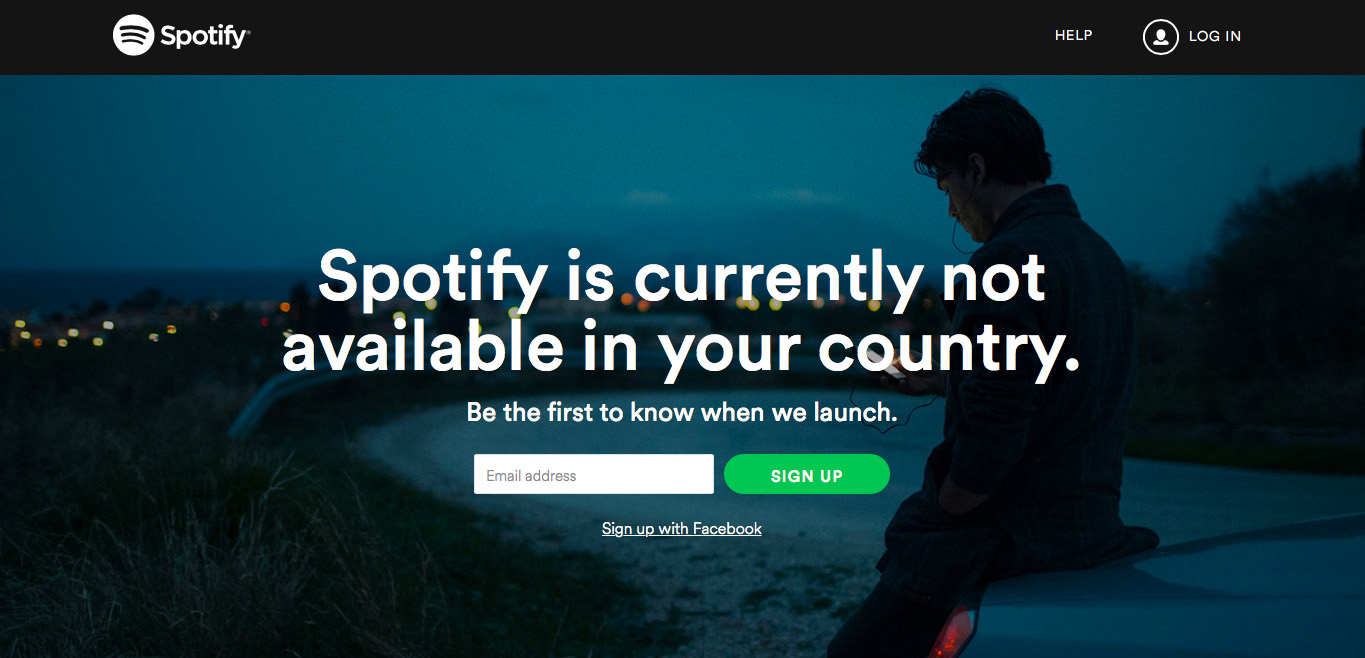 Spotify
HELP
LOG IN
Spotify is currently not
available in your country.
Be the first to know when we launch.
Email address
SIGN UP
Sign up with Facebook